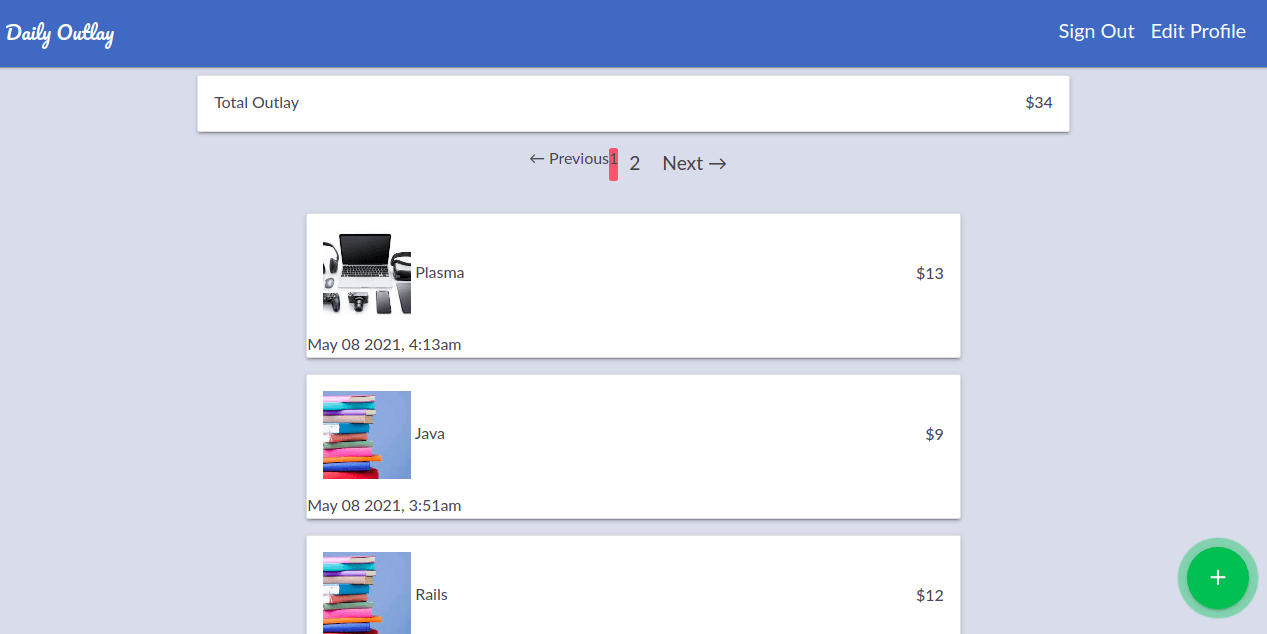 Daily Outlay Sign Out Edit Profile
Total Outlay $34
← Previous 1 2 Next →
Plasma $13
May 08 2021, 4:13am
Java $9
May 08 2021, 3:51am
Rails $12
+